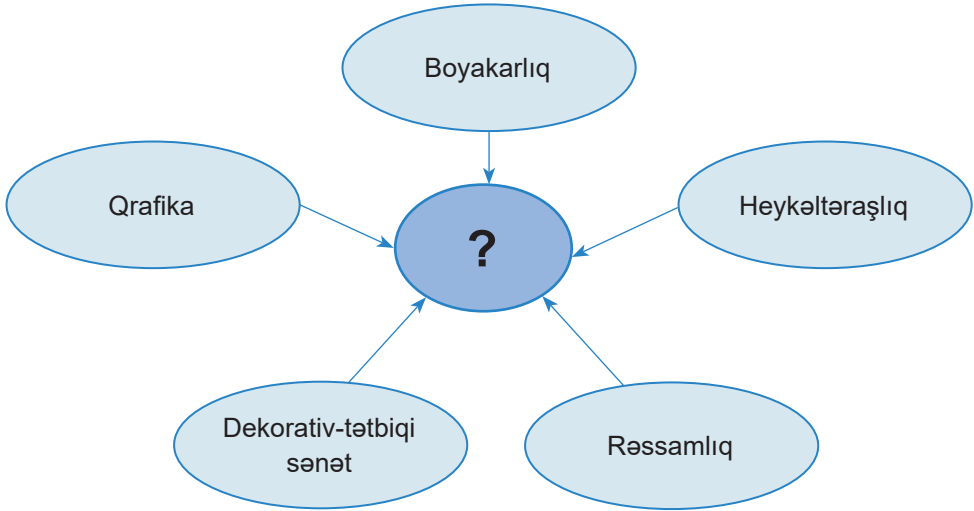 Boyakarlıq
Qrafika
Heykəltəraşlıq
?
Dekorativ-tətbiqi
sənət
Rəssamlıq